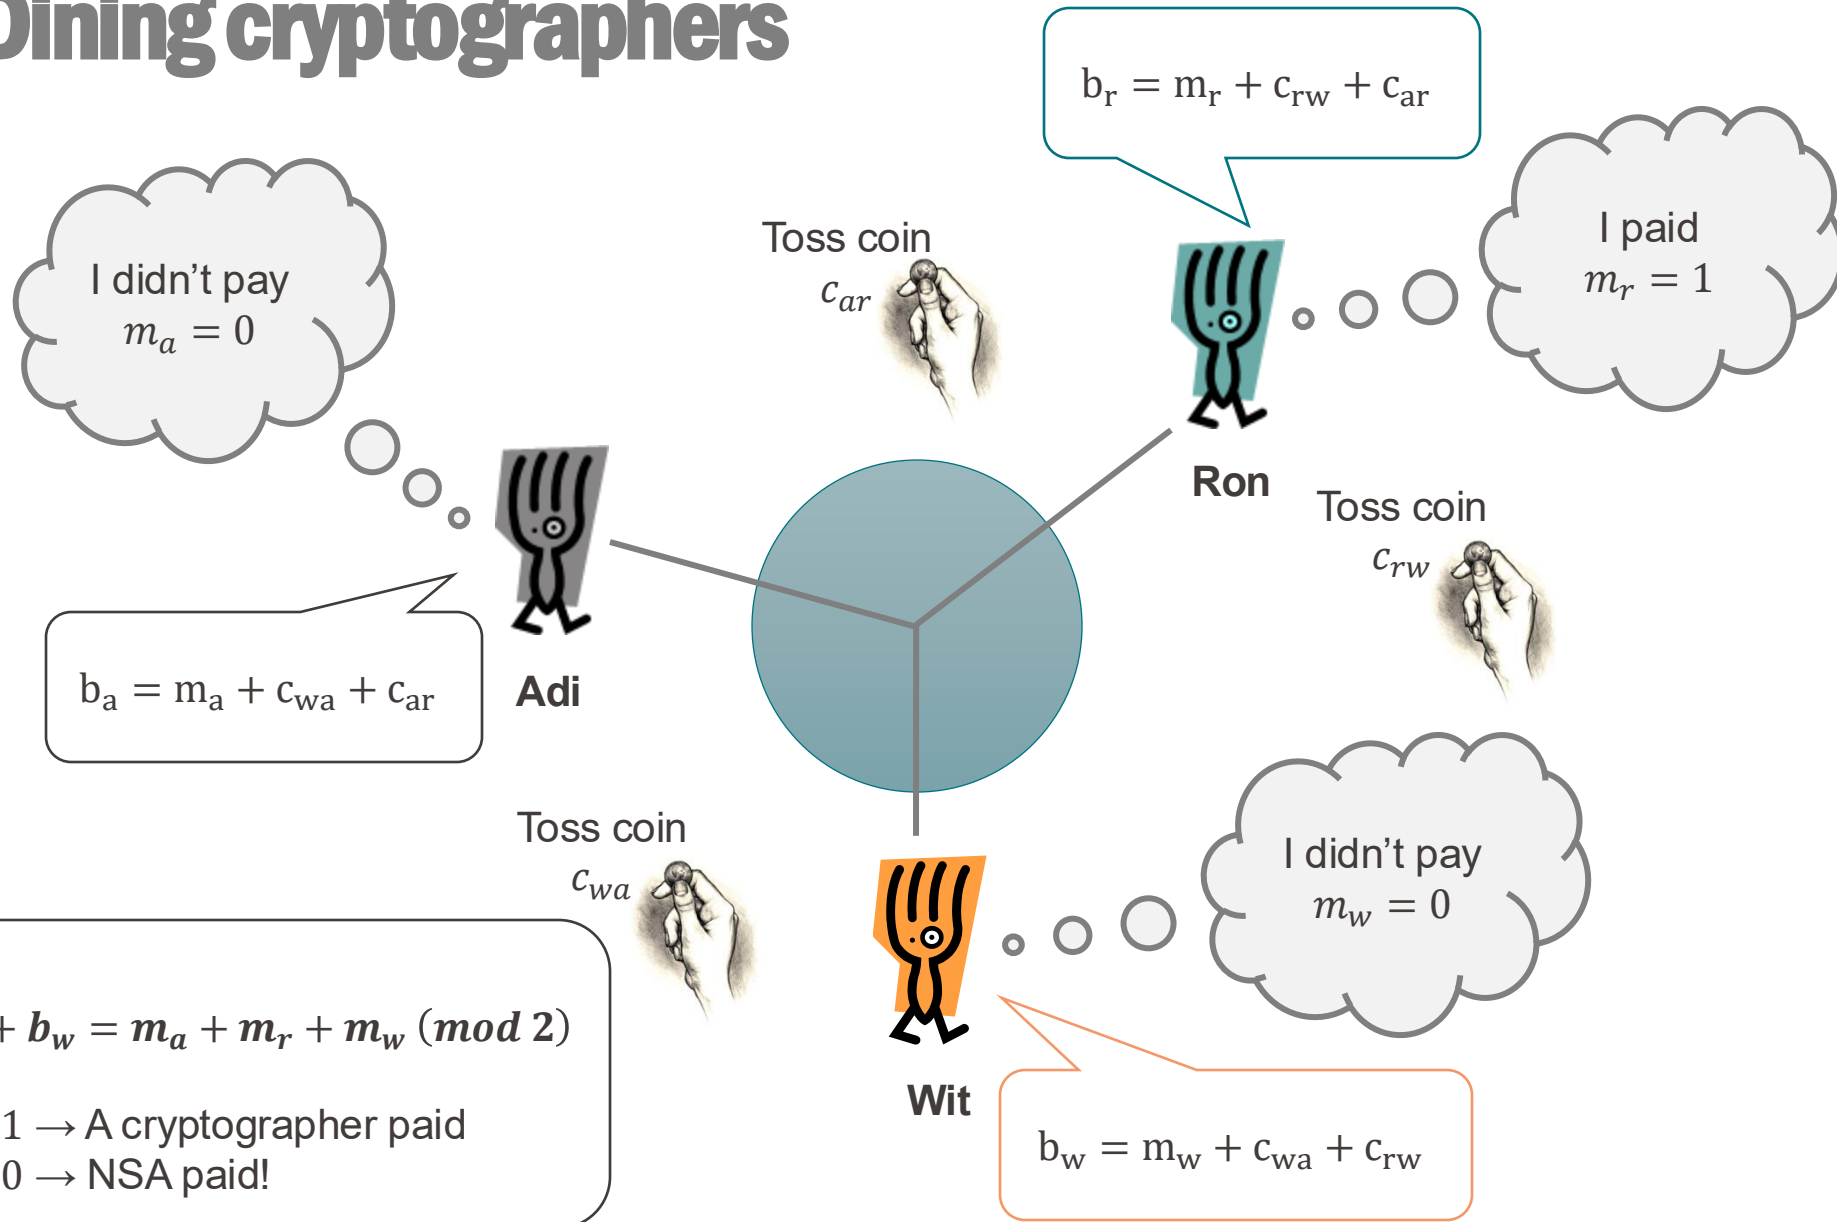 Dining cryptographers
b_r = m_r + c_rw + c_ar
I paid
m_r = 1
Toss coin
c_ar
I didn't pay
m_a = 0
Ron
Toss coin
c_rw
b_a = m_a + c_wa + c_ar
Adi
Toss coin
c_wa
I didn't pay
m_w = 0
+ b_w = m_a + m_r + m_w (mod 2)
1 → A cryptographer paid
0 → NSA paid!
Wit
b_w = m_w + c_wa + c_rw